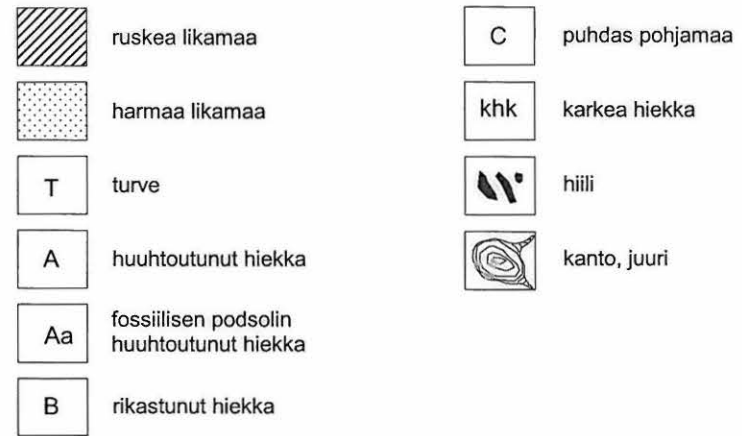 ruskea likamaa
harmaa likamaa
T turve
A huuhtoutunut hiekka
Aa fossiilisen podsolin
huuhtoutunut hiekka
B rikastunut hiekka
C puhdas pohjamaa
khk karkea hiekka
hiili
kanto, juuri